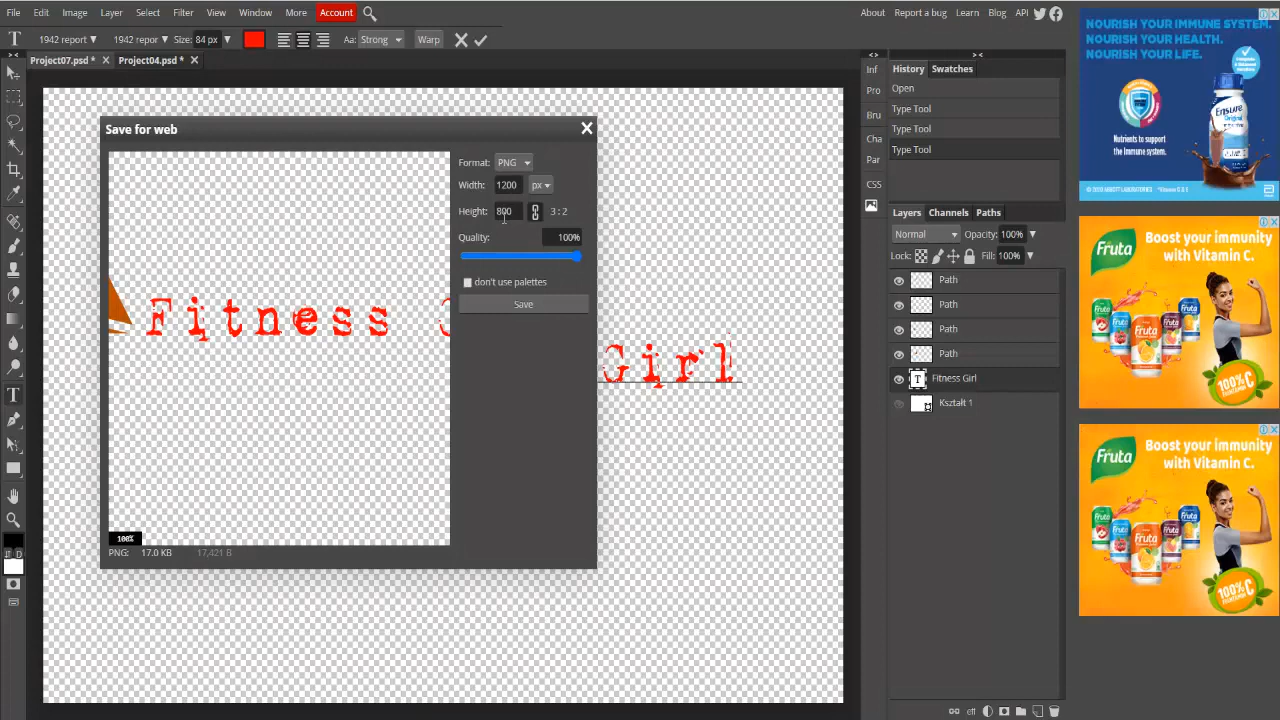 File Edit Image Layer Select Filter View Window More Account About Report a bug Learn Blog API
T 1942 report 1942 repor Size: 84 px Aa: Strong Warp
Project07.psd * Project04.psd *
Save for web
Format: PNG
Width: 1200 px
Height: 800 3 : 2
Quality: 100%
don't use palettes
Save
Fitness G
100%
PNG: 17.0 KB 17,421 B
Girl
D
Inf
Pro
Bru
Cha
Par
CSS
History Swatches
Open
Type Tool
Type Tool
Type Tool
Layers Channels Paths
Normal Opacity: 100%
Lock: Fill: 100%
Path
Path
Path
Path
T Fitness Girl
Kształt 1
eff
NOURISH YOUR IMMUNE SYSTEM.
NOURISH YOUR HEALTH.
NOURISH YOUR LIFE.
Ensure
Original
Nutrients to support
the immune system.
Abbott
Fruta
Boost your immunity
with Vitamin C.
100% C
Fruta
Boost your immunity
with Vitamin C.
100% C